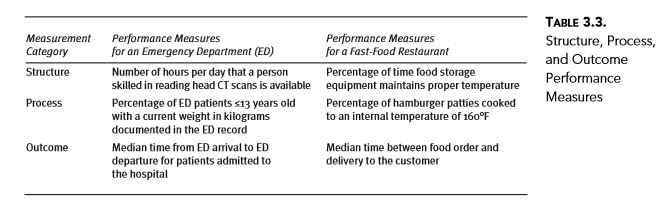 Measurement Category
Performance Measures for an Emergency Department (ED)
Performance Measures for a Fast-Food Restaurant
Structure
Number of hours per day that a person
skilled in reading head CT scans is available
Percentage of time food storage
equipment maintains proper temperature
Process
Percentage of ED patients ≤13 years old
with a current weight in kilograms
documented in the ED record
Percentage of hamburger patties cooked
to an internal temperature of 160°F
Outcome
Median time from ED arrival to ED
departure for patients admitted to
the hospital
Median time between food order and
delivery to the customer
TABLE 3.3.
Structure, Process,
and Outcome
Performance
Measures